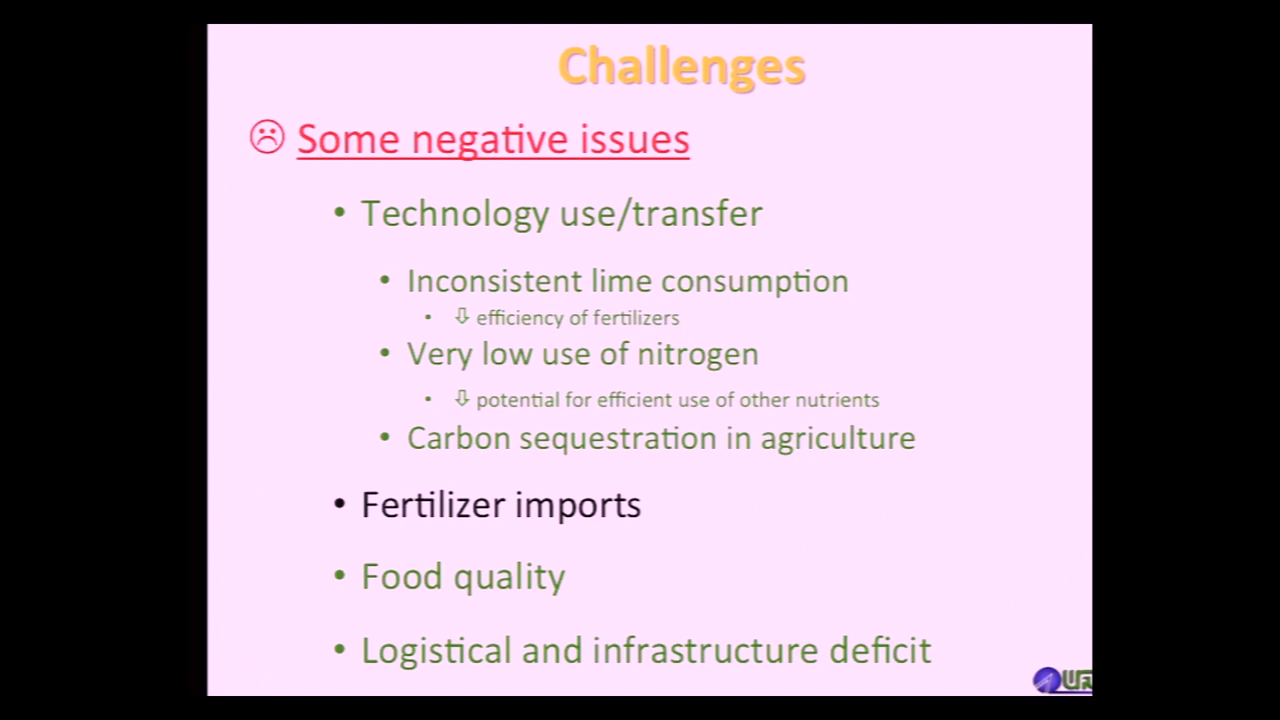 Challenges
☹ Some negative issues
• Technology use/transfer
• Inconsistent lime consumption
• ⇩ efficiency of fertilizers
• Very low use of nitrogen
• ⇩ potential for efficient use of other nutrients
• Carbon sequestration in agriculture
• Fertilizer imports
• Food quality
• Logistical and infrastructure deficit